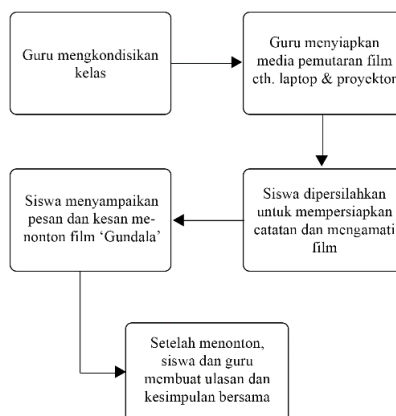 Guru mengkondisikan
kelas
Guru menyiapkan
media pemutaran film
cth. laptop & proyektor
Siswa dipersilahkan
untuk mempersiapkan
catatan dan mengamati
film
Siswa menyampaikan
pesan dan kesan me-
nonton film ‘Gundala’
Setelah menonton,
siswa dan guru
membuat ulasan dan
kesimpulan bersama